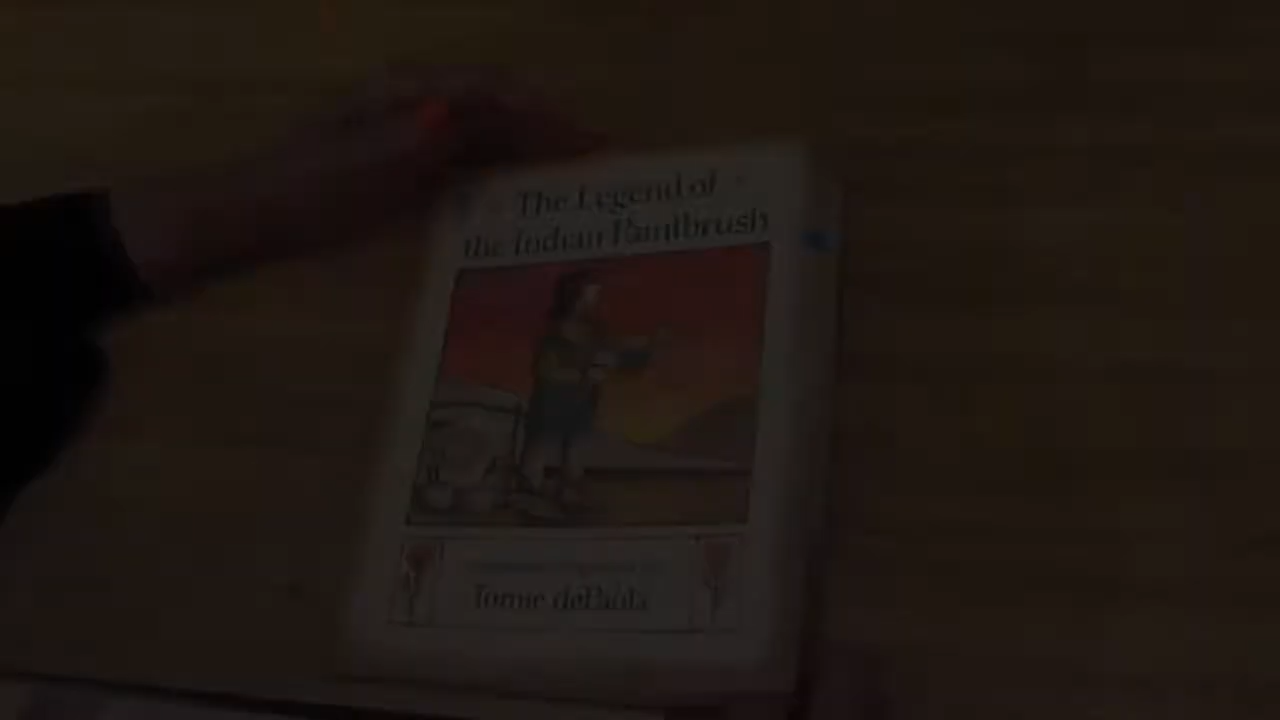 The Legend of
the Indian Paintbrush
Tomie dePaola